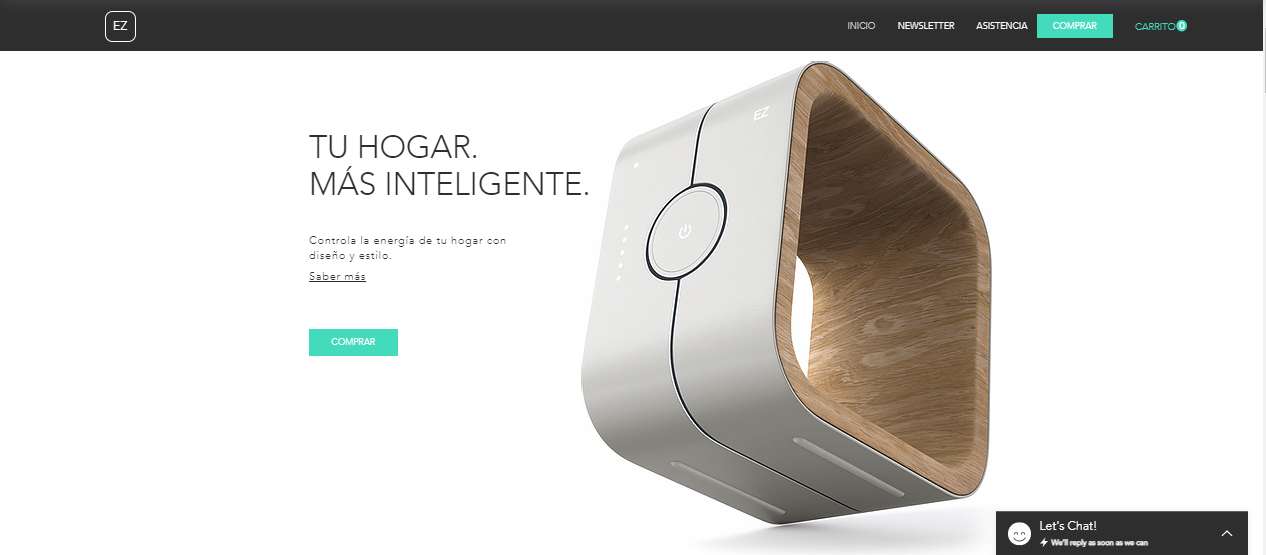 EZ
INICIO
NEWSLETTER
ASISTENCIA
COMPRAR
CARRITO 0
EZ
TU HOGAR.
MÁS INTELIGENTE.
Controla la energía de tu hogar con
diseño y estilo.
Saber más
COMPRAR
Let's Chat!
We'll reply as soon as we can